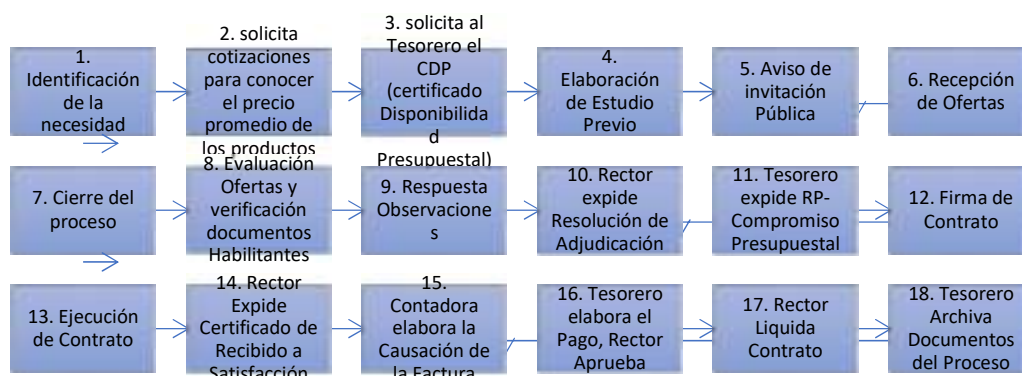 1.
Identificación
de la
necesidad
2. solicita
cotizaciones
para conocer
el precio
promedio de
los productos
3. solicita al
Tesorero el
CDP
(certificado
Disponibilida
d
Presupuestal)
4.
Elaboración
de Estudio
Previo
5. Aviso de
invitación
Pública
6. Recepción
de Ofertas
7. Cierre del
proceso
8. Evaluación
Ofertas y
verificación
documentos
Habilitantes
9. Respuesta
Observacione
s
10. Rector
expide
Resolución de
Adjudicación
11. Tesorero
expide RP-
Compromiso
Presupuestal
12. Firma de
Contrato
13. Ejecución
de Contrato
14. Rector
Expide
Certificado de
Recibido a
Satisfacción
15.
Contadora
elabora la
Causación de
la Factura
16. Tesorero
elabora el
Pago, Rector
Aprueba
17. Rector
Liquida
Contrato
18. Tesorero
Archiva
Documentos
del Proceso